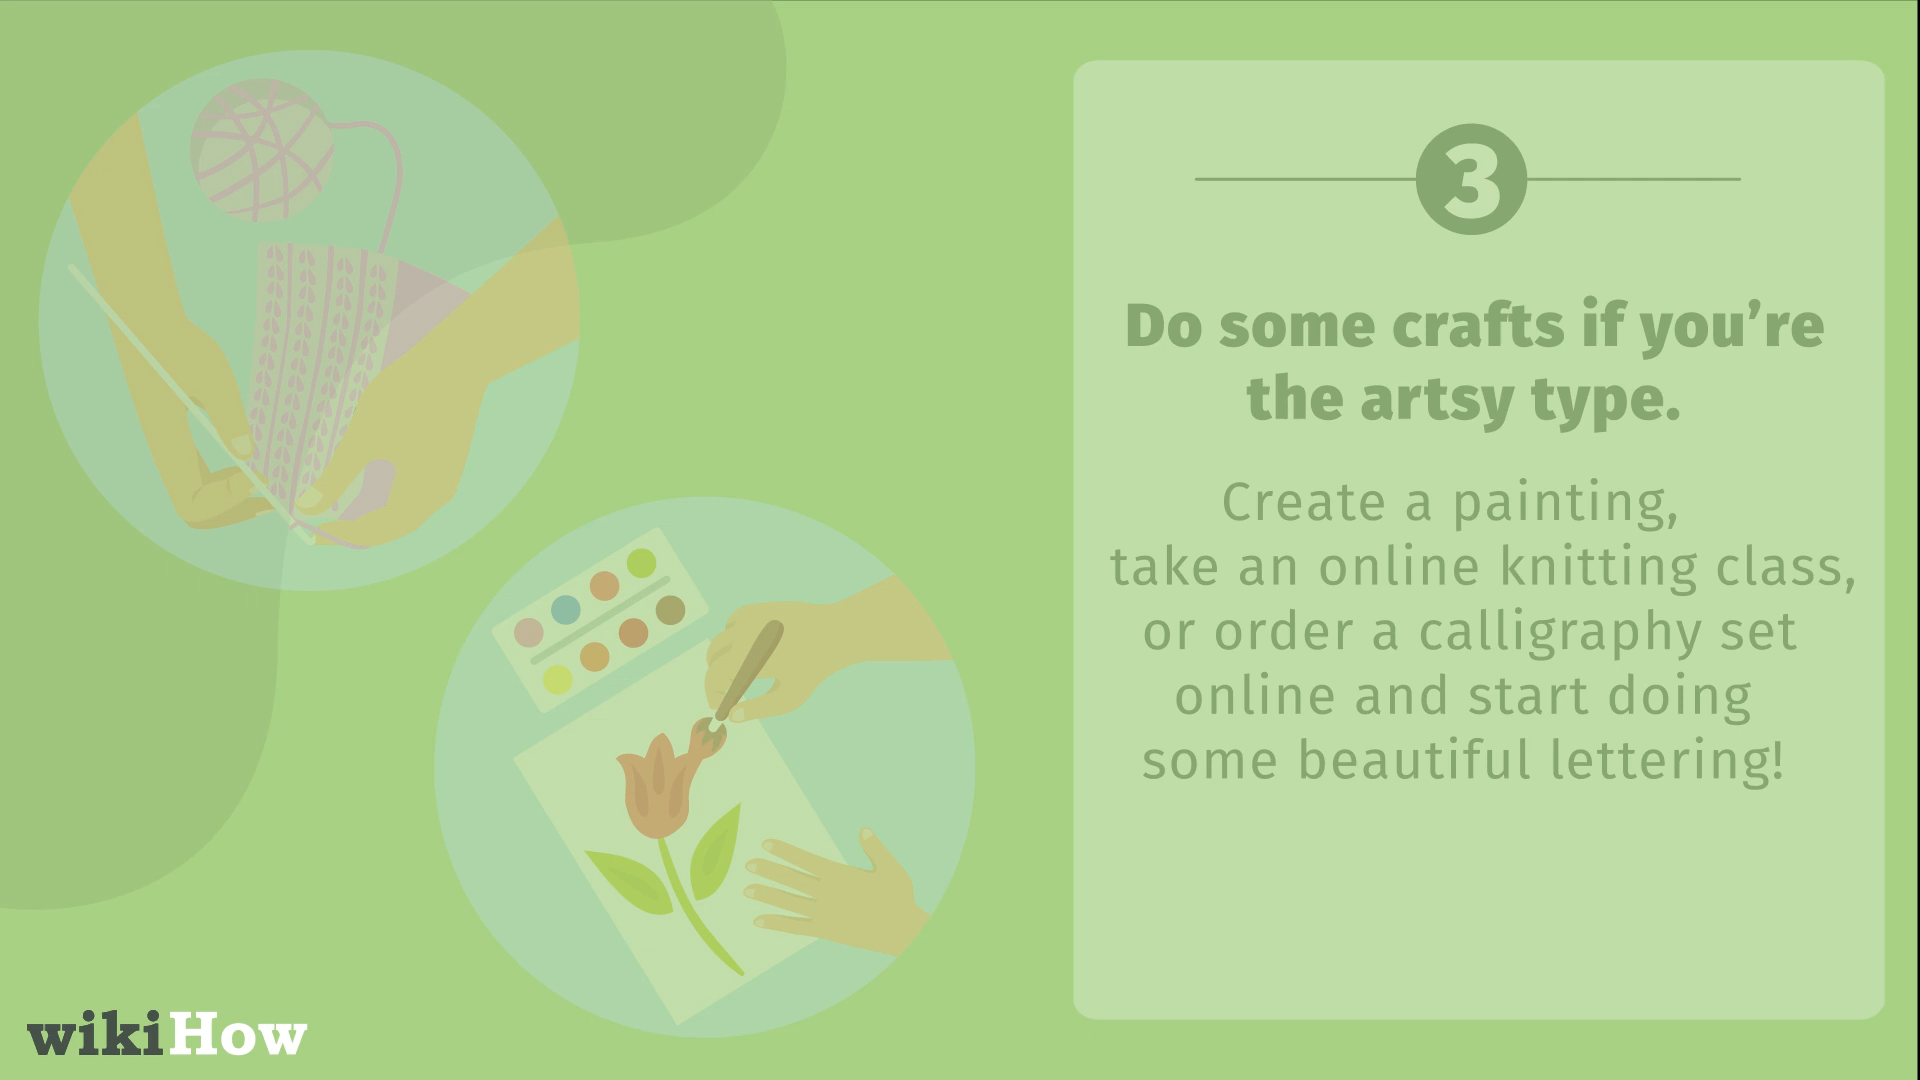 3
Do some crafts if you’re
the artsy type.
Create a painting,
take an online knitting class,
or order a calligraphy set
online and start doing
some beautiful lettering!
wikiHow